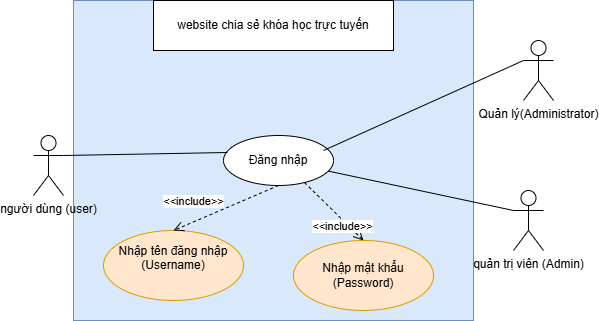 website chia sẻ khóa học trực tuyến
Quản lý(Administrator)
Đăng nhập
<<include>>
người dùng (user)
<<include>>
Nhập tên đăng nhập
(Username)
Nhập mật khẩu
(Password)
quản trị viên (Admin)